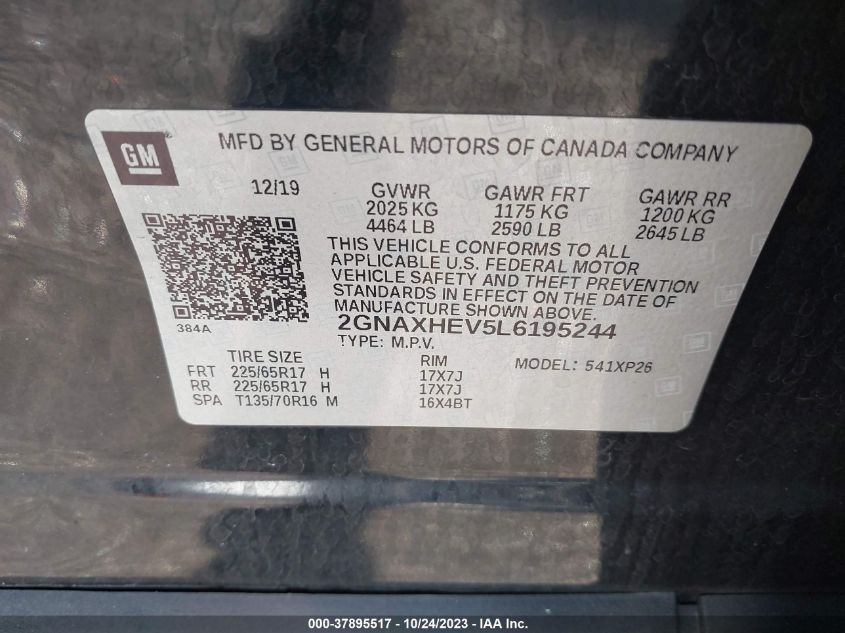 GM
MFD BY GENERAL MOTORS OF CANADA COMPANY
12/19 GVWR GAWR FRT GAWR RR
2025 KG 1175 KG 1200 KG
4464 LB 2590 LB 2645 LB
THIS VEHICLE CONFORMS TO ALL
APPLICABLE U.S. FEDERAL MOTOR
VEHICLE SAFETY AND THEFT PREVENTION
STANDARDS IN EFFECT ON THE DATE OF
MANUFACTURE SHOWN ABOVE.
384A 2GNAXHEV5L6195244
TYPE: M.P.V.
TIRE SIZE RIM MODEL: 541XP26
FRT 225/65R17 H 17X7J
RR 225/65R17 H 17X7J
SPA T135/70R16 M 16X4BT
000-37895517 - 10/24/2023 - IAA Inc.